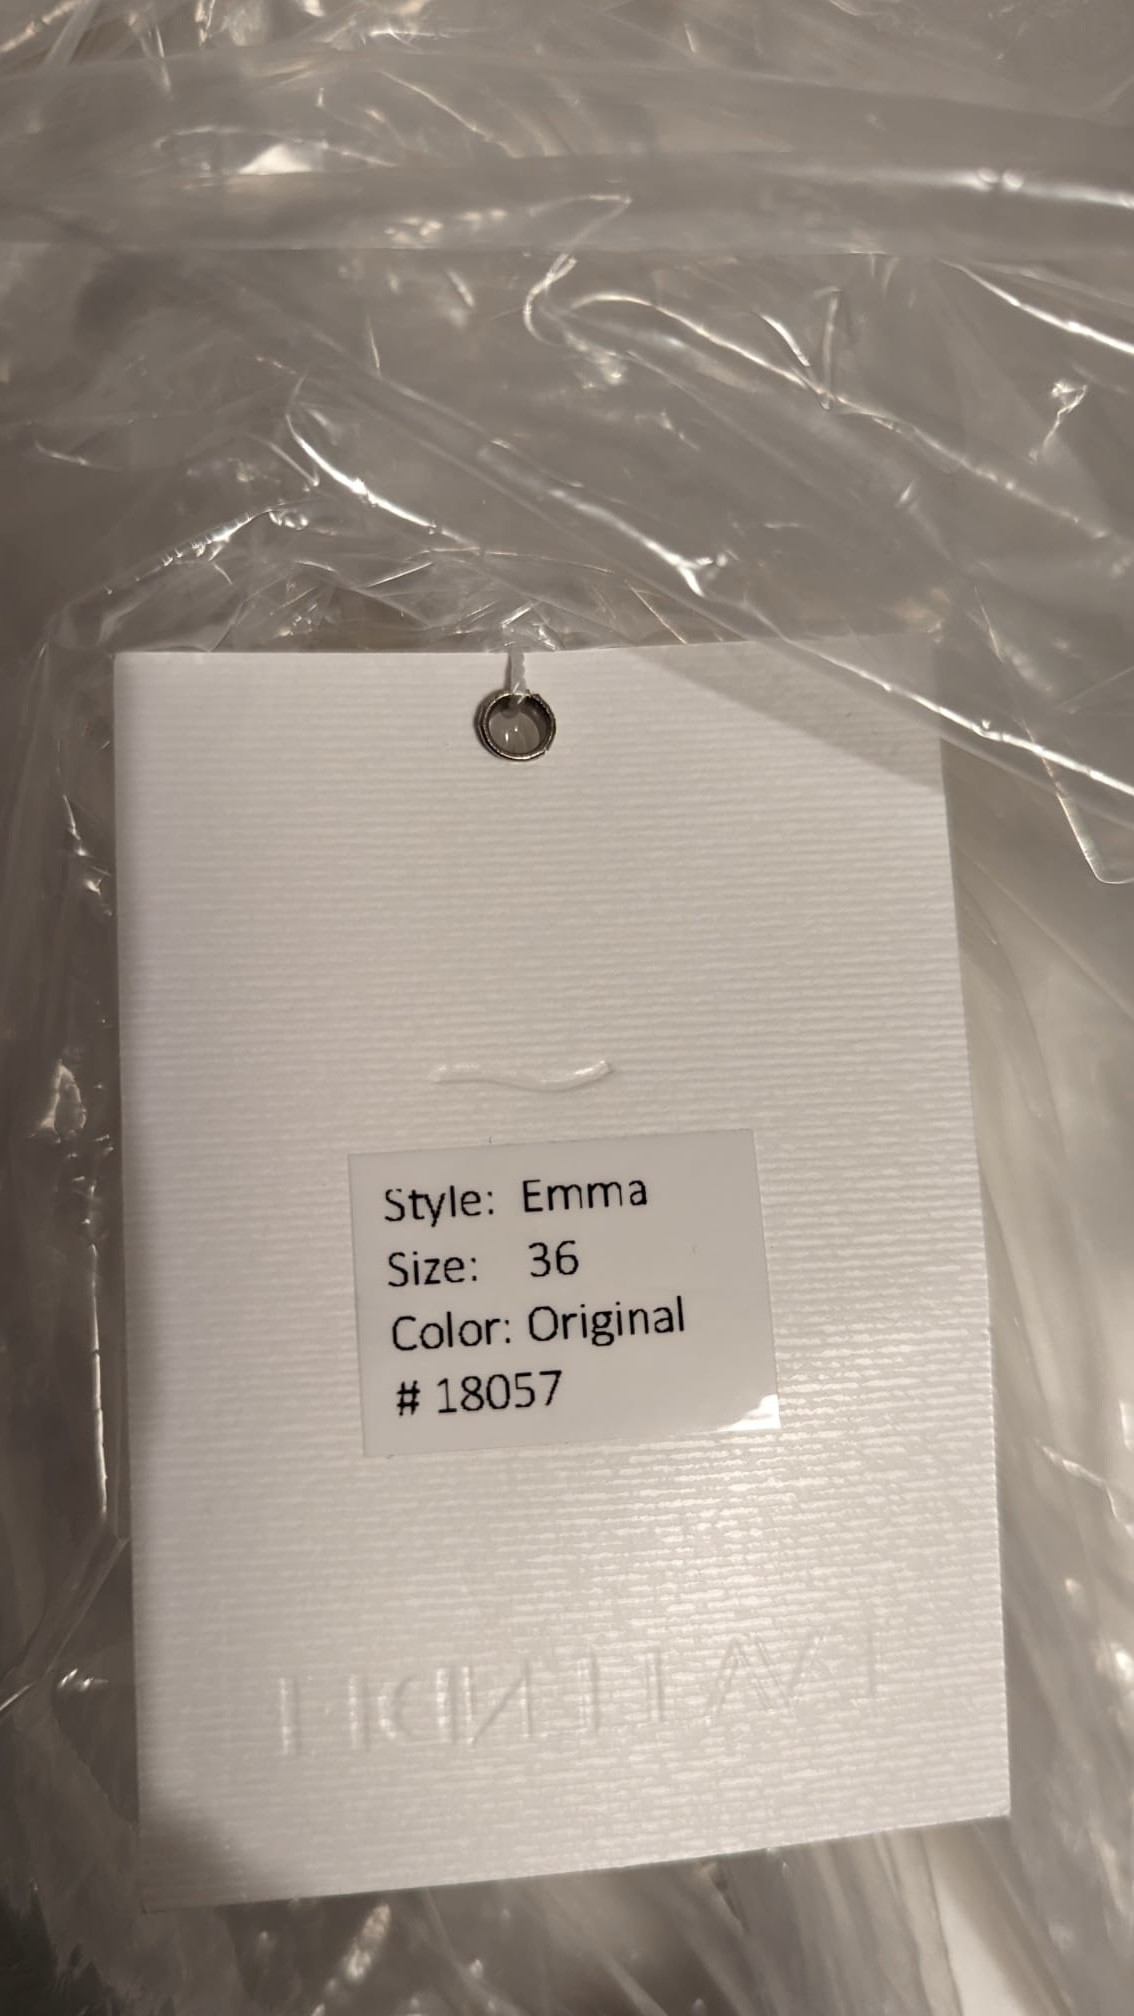 Style: Emma
Size: 36
Color: Original
# 18057